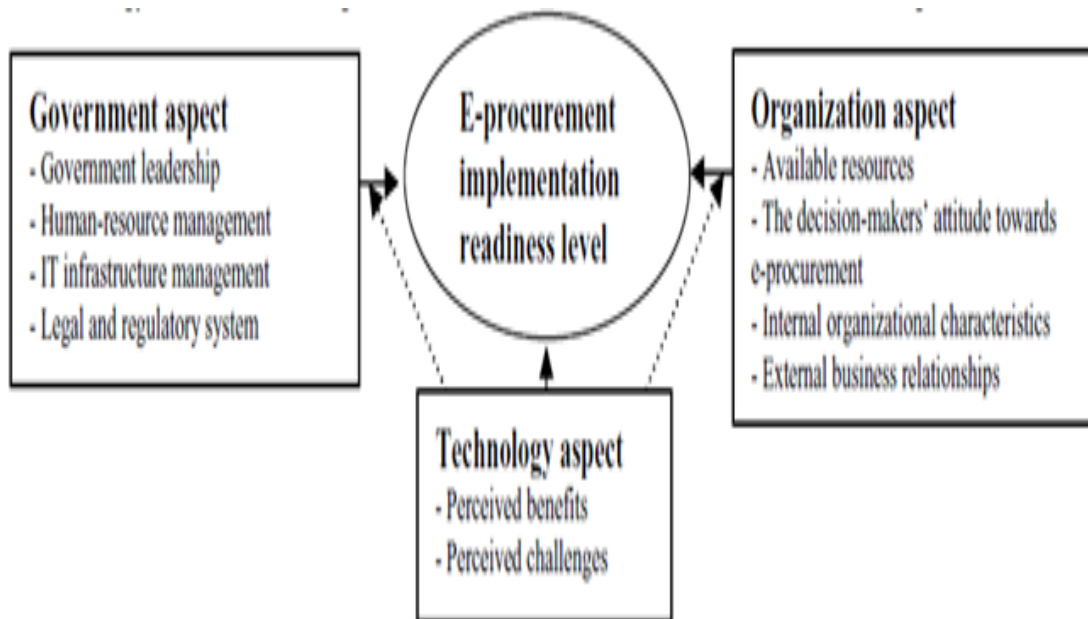 Government aspect
- Government leadership
- Human-resource management
- IT infrastructure management
- Legal and regulatory system
E-procurement
implementation
readiness level
Organization aspect
- Available resources
- The decision-makers’ attitude towards
e-procurement
- Internal organizational characteristics
- External business relationships
Technology aspect
- Perceived benefits
- Perceived challenges